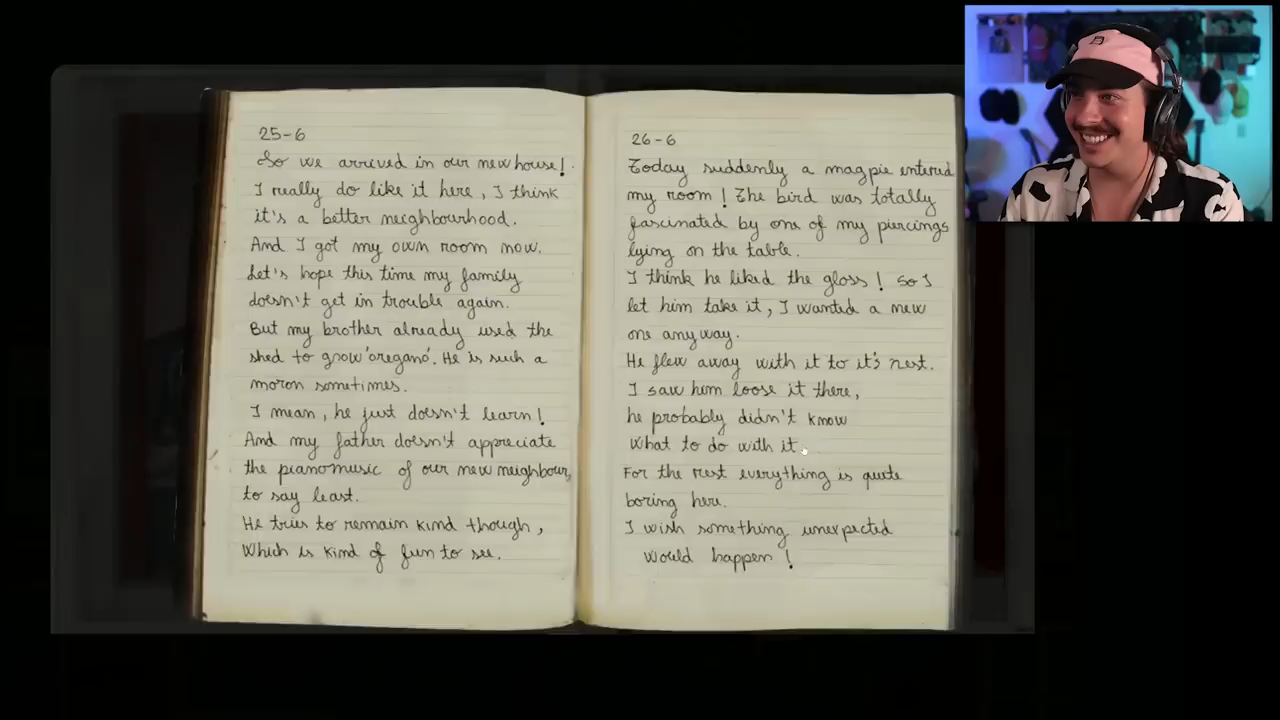 25-6
So we arrived in our new house!
I really do like it here, I think
it's a better neighbourhood.
And I got my own room now.
Let's hope this time my family
doesn't get in trouble again.
But my brother already used the
shed to grow 'oregano'. He is such a
moron sometimes.
I mean, he just doesn't learn!
And my father doesn't appreciate
the pianomusic of our new neighbour,
to say least.
He tries to remain kind though,
Which is kind of fun to see.
26-6
Today suddenly a magpie entered
my room! The bird was totally
fascinated by one of my piercings
lying on the table.
I think he liked the gloss! So I
let him take it, I wanted a new
one anyway.
He flew away with it to it's nest.
I saw him loose it there,
he probably didn't know
What to do with it.
For the rest everything is quite
boring here.
I wish something unexpected
would happen!